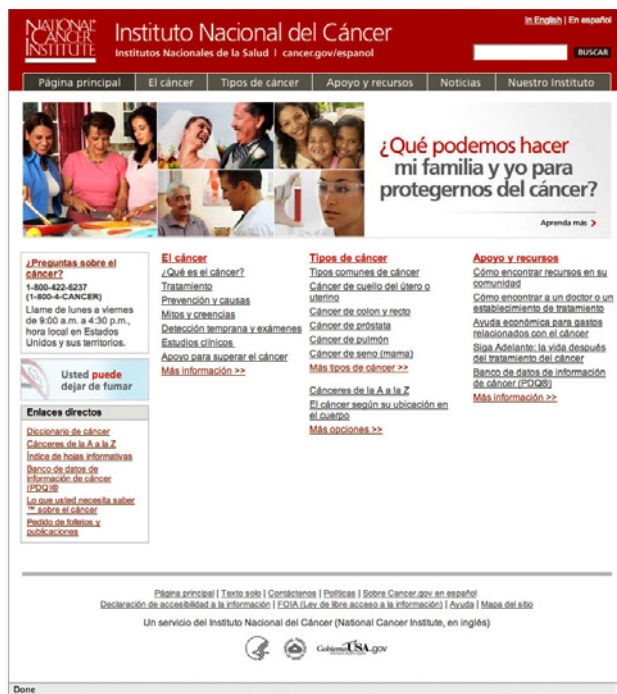 NATIONAL
CANCER
INSTITUTE
Instituto Nacional del Cáncer
Institutos Nacionales de la Salud | cancer.gov/espanol
In English | En español
BUSCAR
Página principal
El cáncer
Tipos de cáncer
Apoyo y recursos
Noticias
Nuestro Instituto
¿Qué podemos hacer
mi familia y yo para
protegernos del cáncer?
Aprenda más >
¿Preguntas sobre el
cáncer?
1-800-422-6237
(1-800-4-CANCER)
Llame de lunes a viernes
de 9:00 a.m. a 4:30 p.m.,
hora local en Estados
Unidos y sus territorios.
Usted puede
dejar de fumar
Enlaces directos
Diccionario de cáncer
Cánceres de la A a la Z
Índice de hojas informativas
Banco de datos de
información de cáncer
(PDQ)®
Lo que usted necesita saber
™ sobre el cáncer
Pedido de folletos y
publicaciones
El cáncer
¿Qué es el cáncer?
Tratamiento
Prevención y causas
Mitos y creencias
Detección temprana y exámenes
Estudios clínicos
Apoyo para superar el cáncer
Más información >>
Tipos de cáncer
Tipos comunes de cáncer
Cáncer de cuello del útero o
uterino
Cáncer de colon y recto
Cáncer de próstata
Cáncer de pulmón
Cáncer de seno (mama)
Más tipos de cáncer >>
Cánceres de la A a la Z
El cáncer según su ubicación en
el cuerpo
Más opciones >>
Apoyo y recursos
Cómo encontrar recursos en su
comunidad
Cómo encontrar a un doctor o un
establecimiento de tratamiento
Ayuda económica para gastos
relacionados con el cáncer
Siga Adelante: la vida después
del tratamiento del cáncer
Banco de datos de información
de cáncer (PDQ®)
Más información >>
Página principal | Texto solo | Contáctenos | Políticas | Sobre Cancer.gov en español
Declaración de accesibilidad a la información | FOIA (Ley de libre acceso a la información) | Ayuda | Mapa del sitio
Un servicio del Instituto Nacional del Cáncer (National Cancer Institute, en inglés)
GobiernoUSA.gov
Done